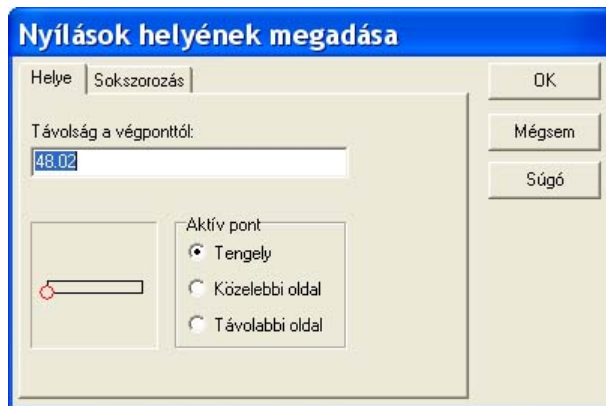 Nyílások helyének megadása
Helye
Sokszorozás
OK
Távolság a végponttól:
Mégsem
48.02
Súgó
Aktív pont
Tengely
Közelebbi oldal
Távolabbi oldal